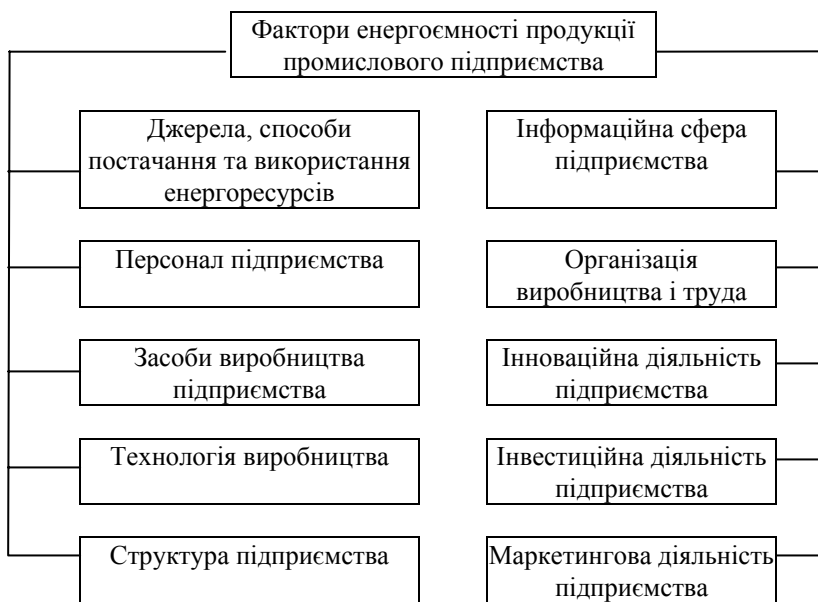 Фактори енергоємності продукції
промислового підприємства
Джерела, способи
постачання та використання
енергоресурсів
Персонал підприємства
Засоби виробництва
підприємства
Технологія виробництва
Структура підприємства
Інформаційна сфера
підприємства
Організація
виробництва і труда
Інноваційна діяльність
підприємства
Інвестиційна діяльність
підприємства
Маркетингова діяльність
підприємства